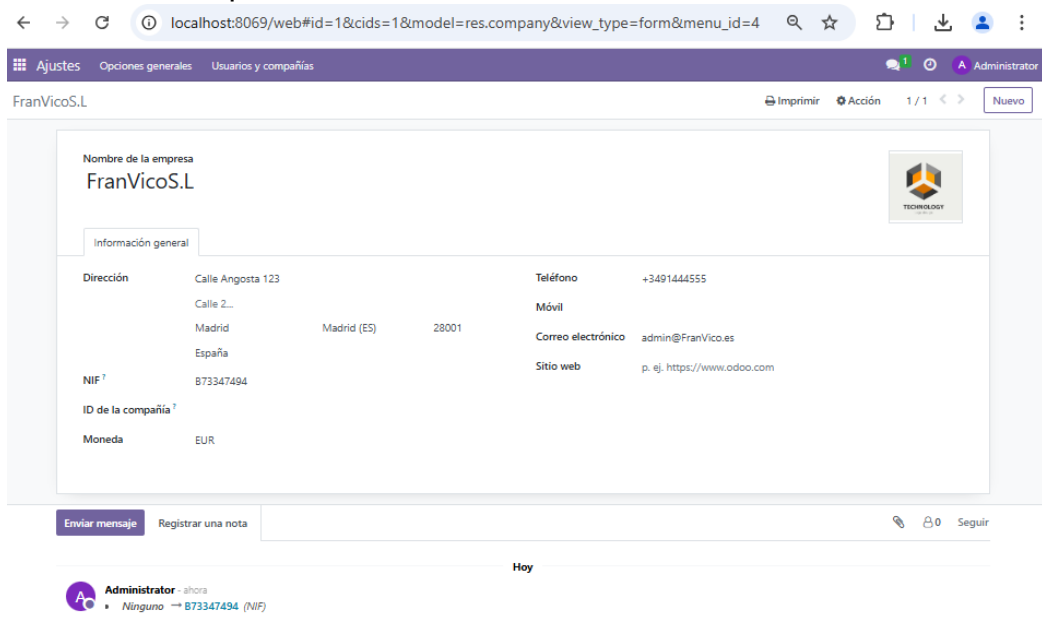 localhost:8069/web#id=1&cids=1&model=res.company&view_type=form&menu_id=4
Ajustes Opciones generales Usuarios y compañías 1 A Administrator
FranVicoS.L Imprimir Acción 1 / 1 Nuevo
Nombre de la empresa
FranVicoS.L
TECHNOLOGY
Información general
Dirección Calle Angosta 123 Teléfono +3491444555
Calle 2... Móvil
Madrid Madrid (ES) 28001 Correo electrónico admin@FranVico.es
España Sitio web p. ej. https://www.odoo.com
NIF ? B73347494
ID de la compañía ?
Moneda EUR
Enviar mensaje Registrar una nota 0 Seguir
Hoy
A Administrator - ahora
Ninguno → B73347494 (NIF)